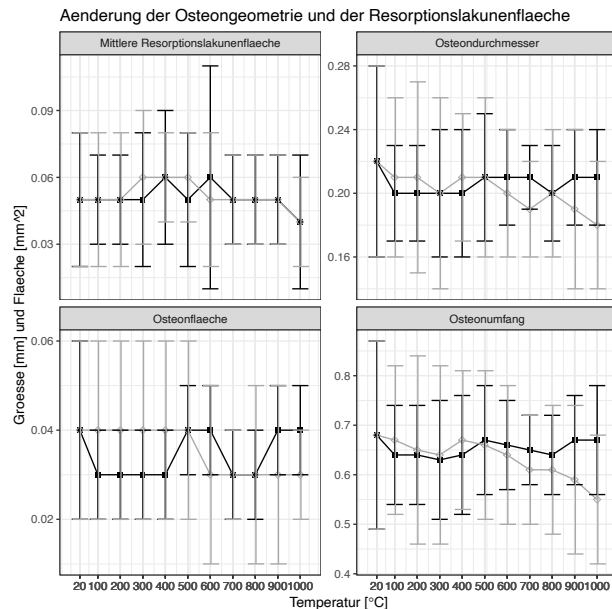 Aenderung der Osteongeometrie und der Resorptionslakunenflaeche
Mittlere Resorptionslakunenflaeche
Osteondurchmesser
0.09
0.06
0.03
0.28
0.24
0.20
0.16
Osteonflaeche
Osteonumfang
0.06
0.04
0.02
0.8
0.7
0.6
0.5
0.4
Groesse [mm] und Flaeche [mm^2]
20 100 200 300 400 500 600 700 800 900 1000
20 100 200 300 400 500 600 700 800 900 1000
Temperatur [°C]